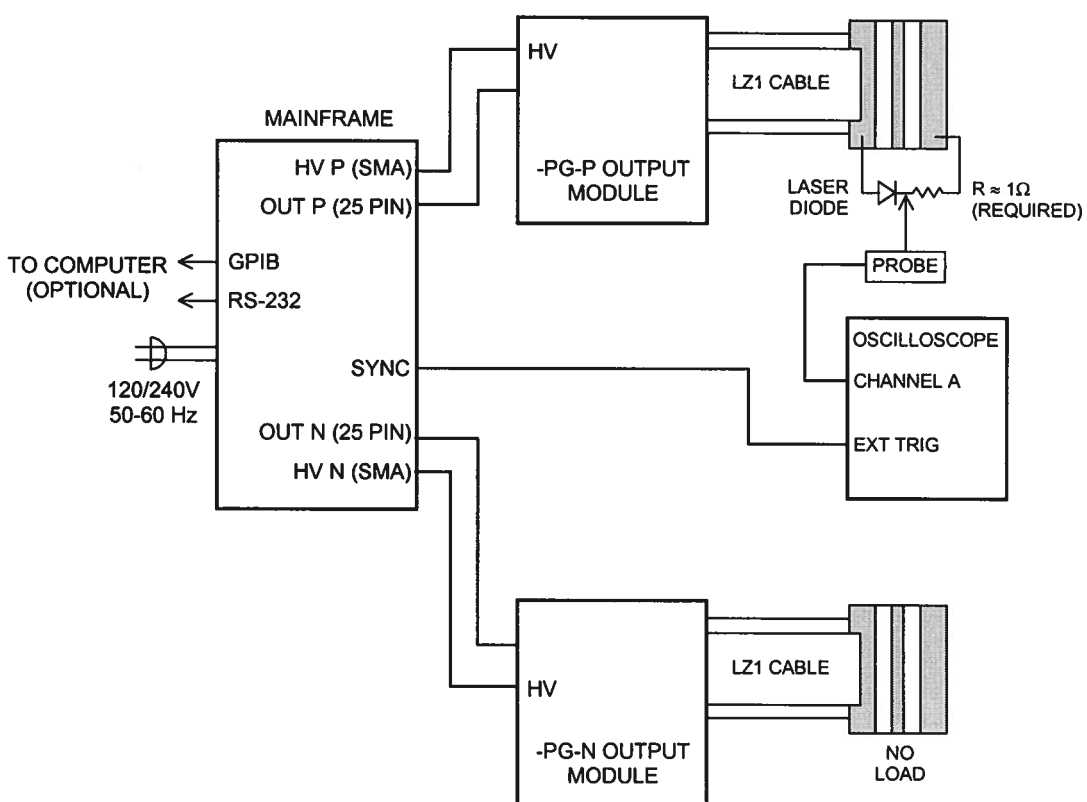 HV
LZ1 CABLE
-PG-P OUTPUT
MODULE
LASER
DIODE
R ≈ 1Ω
(REQUIRED)
PROBE
MAINFRAME
HV P (SMA)
OUT P (25 PIN)
TO COMPUTER
(OPTIONAL)
GPIB
RS-232
120/240V
50-60 Hz
SYNC
OUT N (25 PIN)
HV N (SMA)
OSCILLOSCOPE
CHANNEL A
EXT TRIG
HV
LZ1 CABLE
-PG-N OUTPUT
MODULE
NO
LOAD